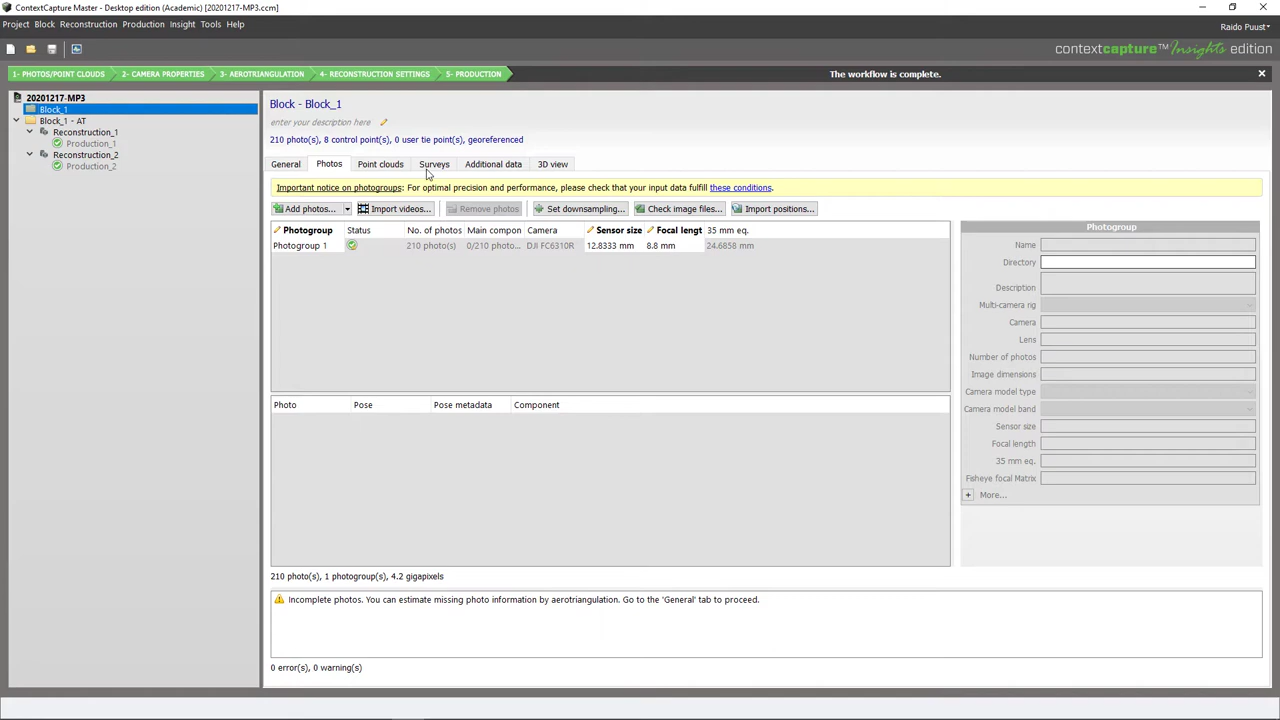 ContextCapture Master - Desktop edition (Academic) [20201217-MP3.ccm]
Project Block Reconstruction Production Insight Tools Help
Raido Puust
contextcapture™ Insights edition
1- PHOTOS/POINT CLOUDS 2- CAMERA PROPERTIES 3- AEROTRIANGULATION 4- RECONSTRUCTION SETTINGS 5- PRODUCTION
The workflow is complete.
20201217-MP3
Block_1
Block_1 - AT
Reconstruction_1
Production_1
Reconstruction_2
Production_2
Block - Block_1
enter your description here
210 photo(s), 8 control point(s), 0 user tie point(s), georeferenced
General Photos Point clouds Surveys Additional data 3D view
Important notice on photogroups: For optimal precision and performance, please check that your input data fulfill these conditions.
Add photos... Import videos... Remove photos Set downsampling... Check image files... Import positions...
Photogroup Status No. of photos Main compon Camera Sensor size Focal lengt 35 mm eq.
Photogroup 1 210 photo(s) 0/210 photo... DJI FC6310R 12.8333 mm 8.8 mm 24.6858 mm
Photo Pose Pose metadata Component
210 photo(s), 1 photogroup(s), 4.2 gigapixels
Incomplete photos. You can estimate missing photo information by aerotriangulation. Go to the 'General' tab to proceed.
0 error(s), 0 warning(s)
Photogroup
Name
Directory
Description
Multi-camera rig
Camera
Lens
Number of photos
Image dimensions
Camera model type
Camera model band
Sensor size
Focal length
35 mm eq.
Fisheye focal Matrix
More...